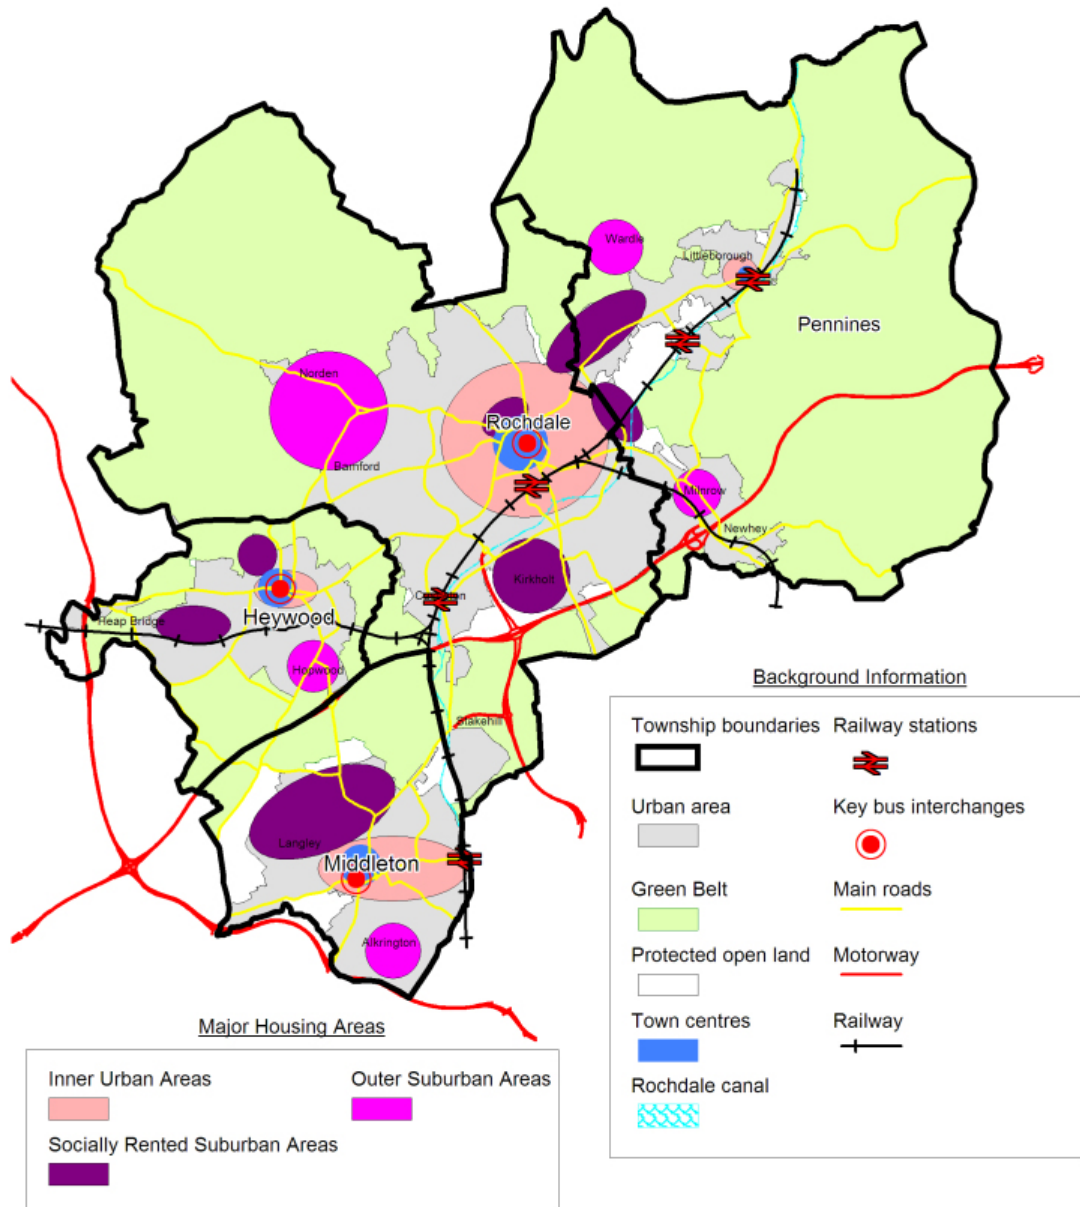 Wardle
Littleborough
Pennines
Norden
Rochdale
Bamford
Milnrow
Newhey
Kirkholt
Heap Bridge
Heywood
Hopwood
Stakehill
Langley
Middleton
Alkrington
Background Information
Township boundaries
Railway stations
Urban area
Key bus interchanges
Green Belt
Main roads
Protected open land
Motorway
Town centres
Railway
Rochdale canal
Major Housing Areas
Inner Urban Areas
Outer Suburban Areas
Socially Rented Suburban Areas